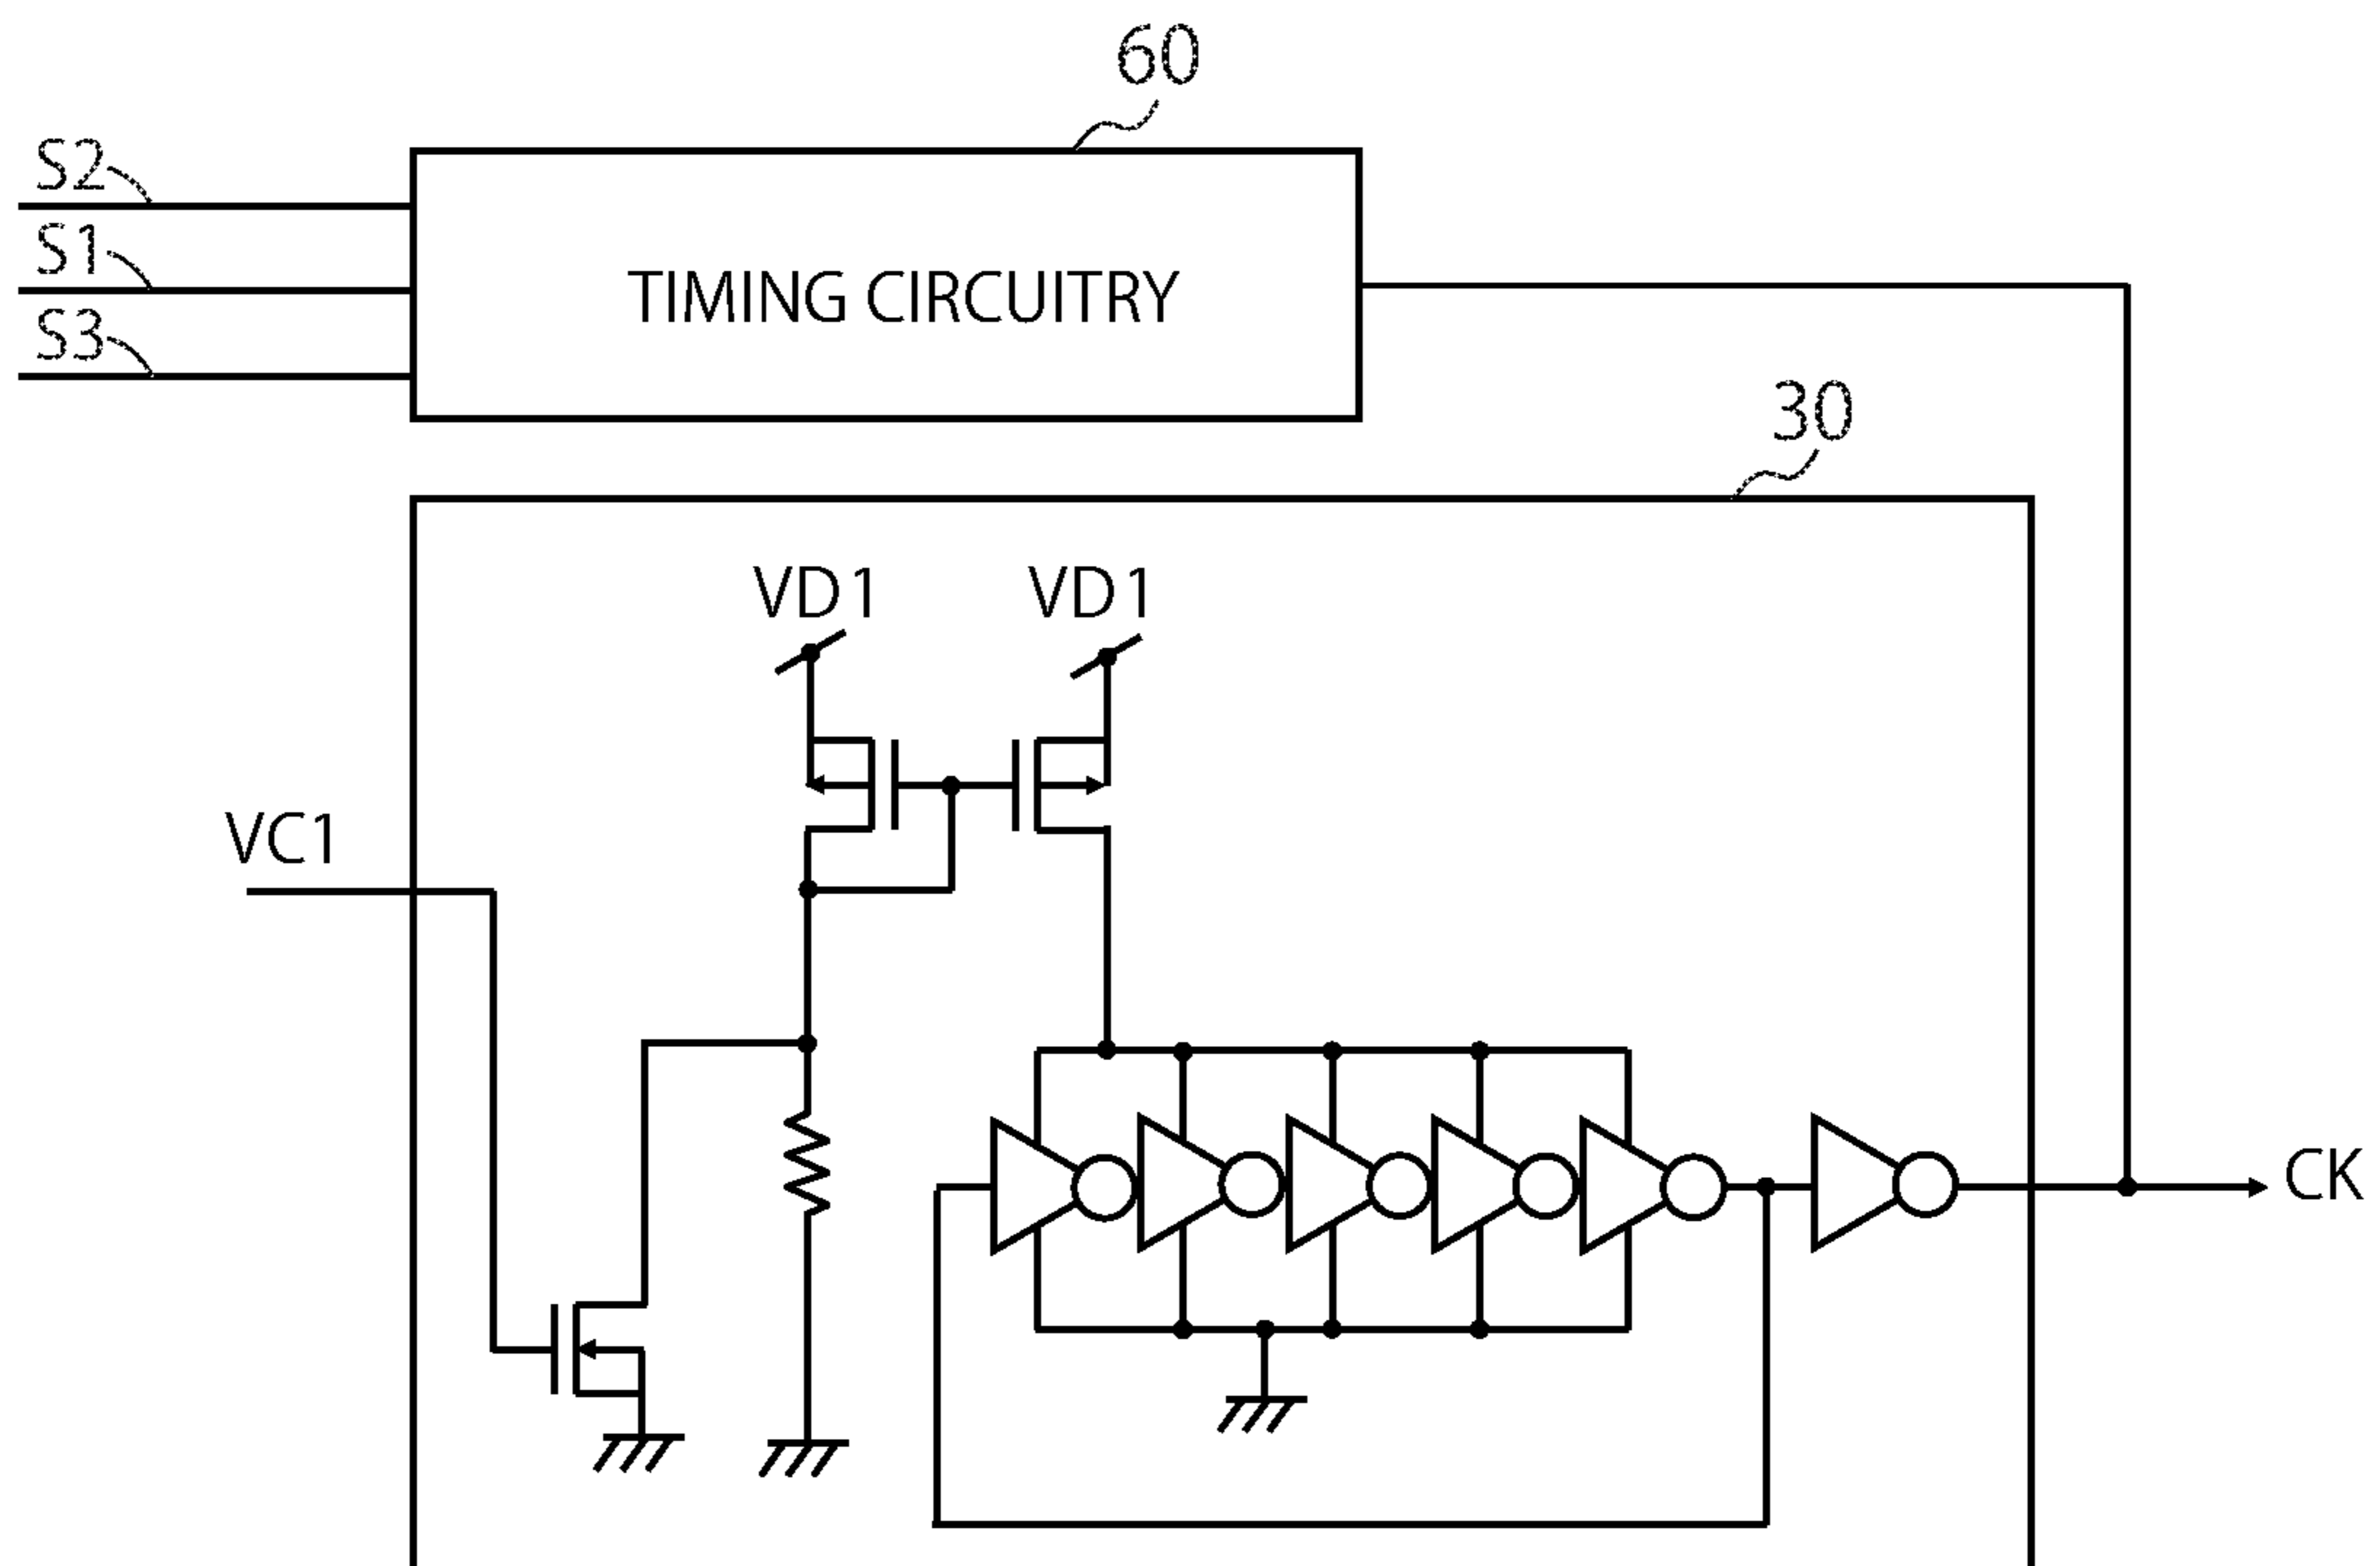 60
S2
S1
TIMING CIRCUITRY
S3
30
VD1 VD1
VC1
CK